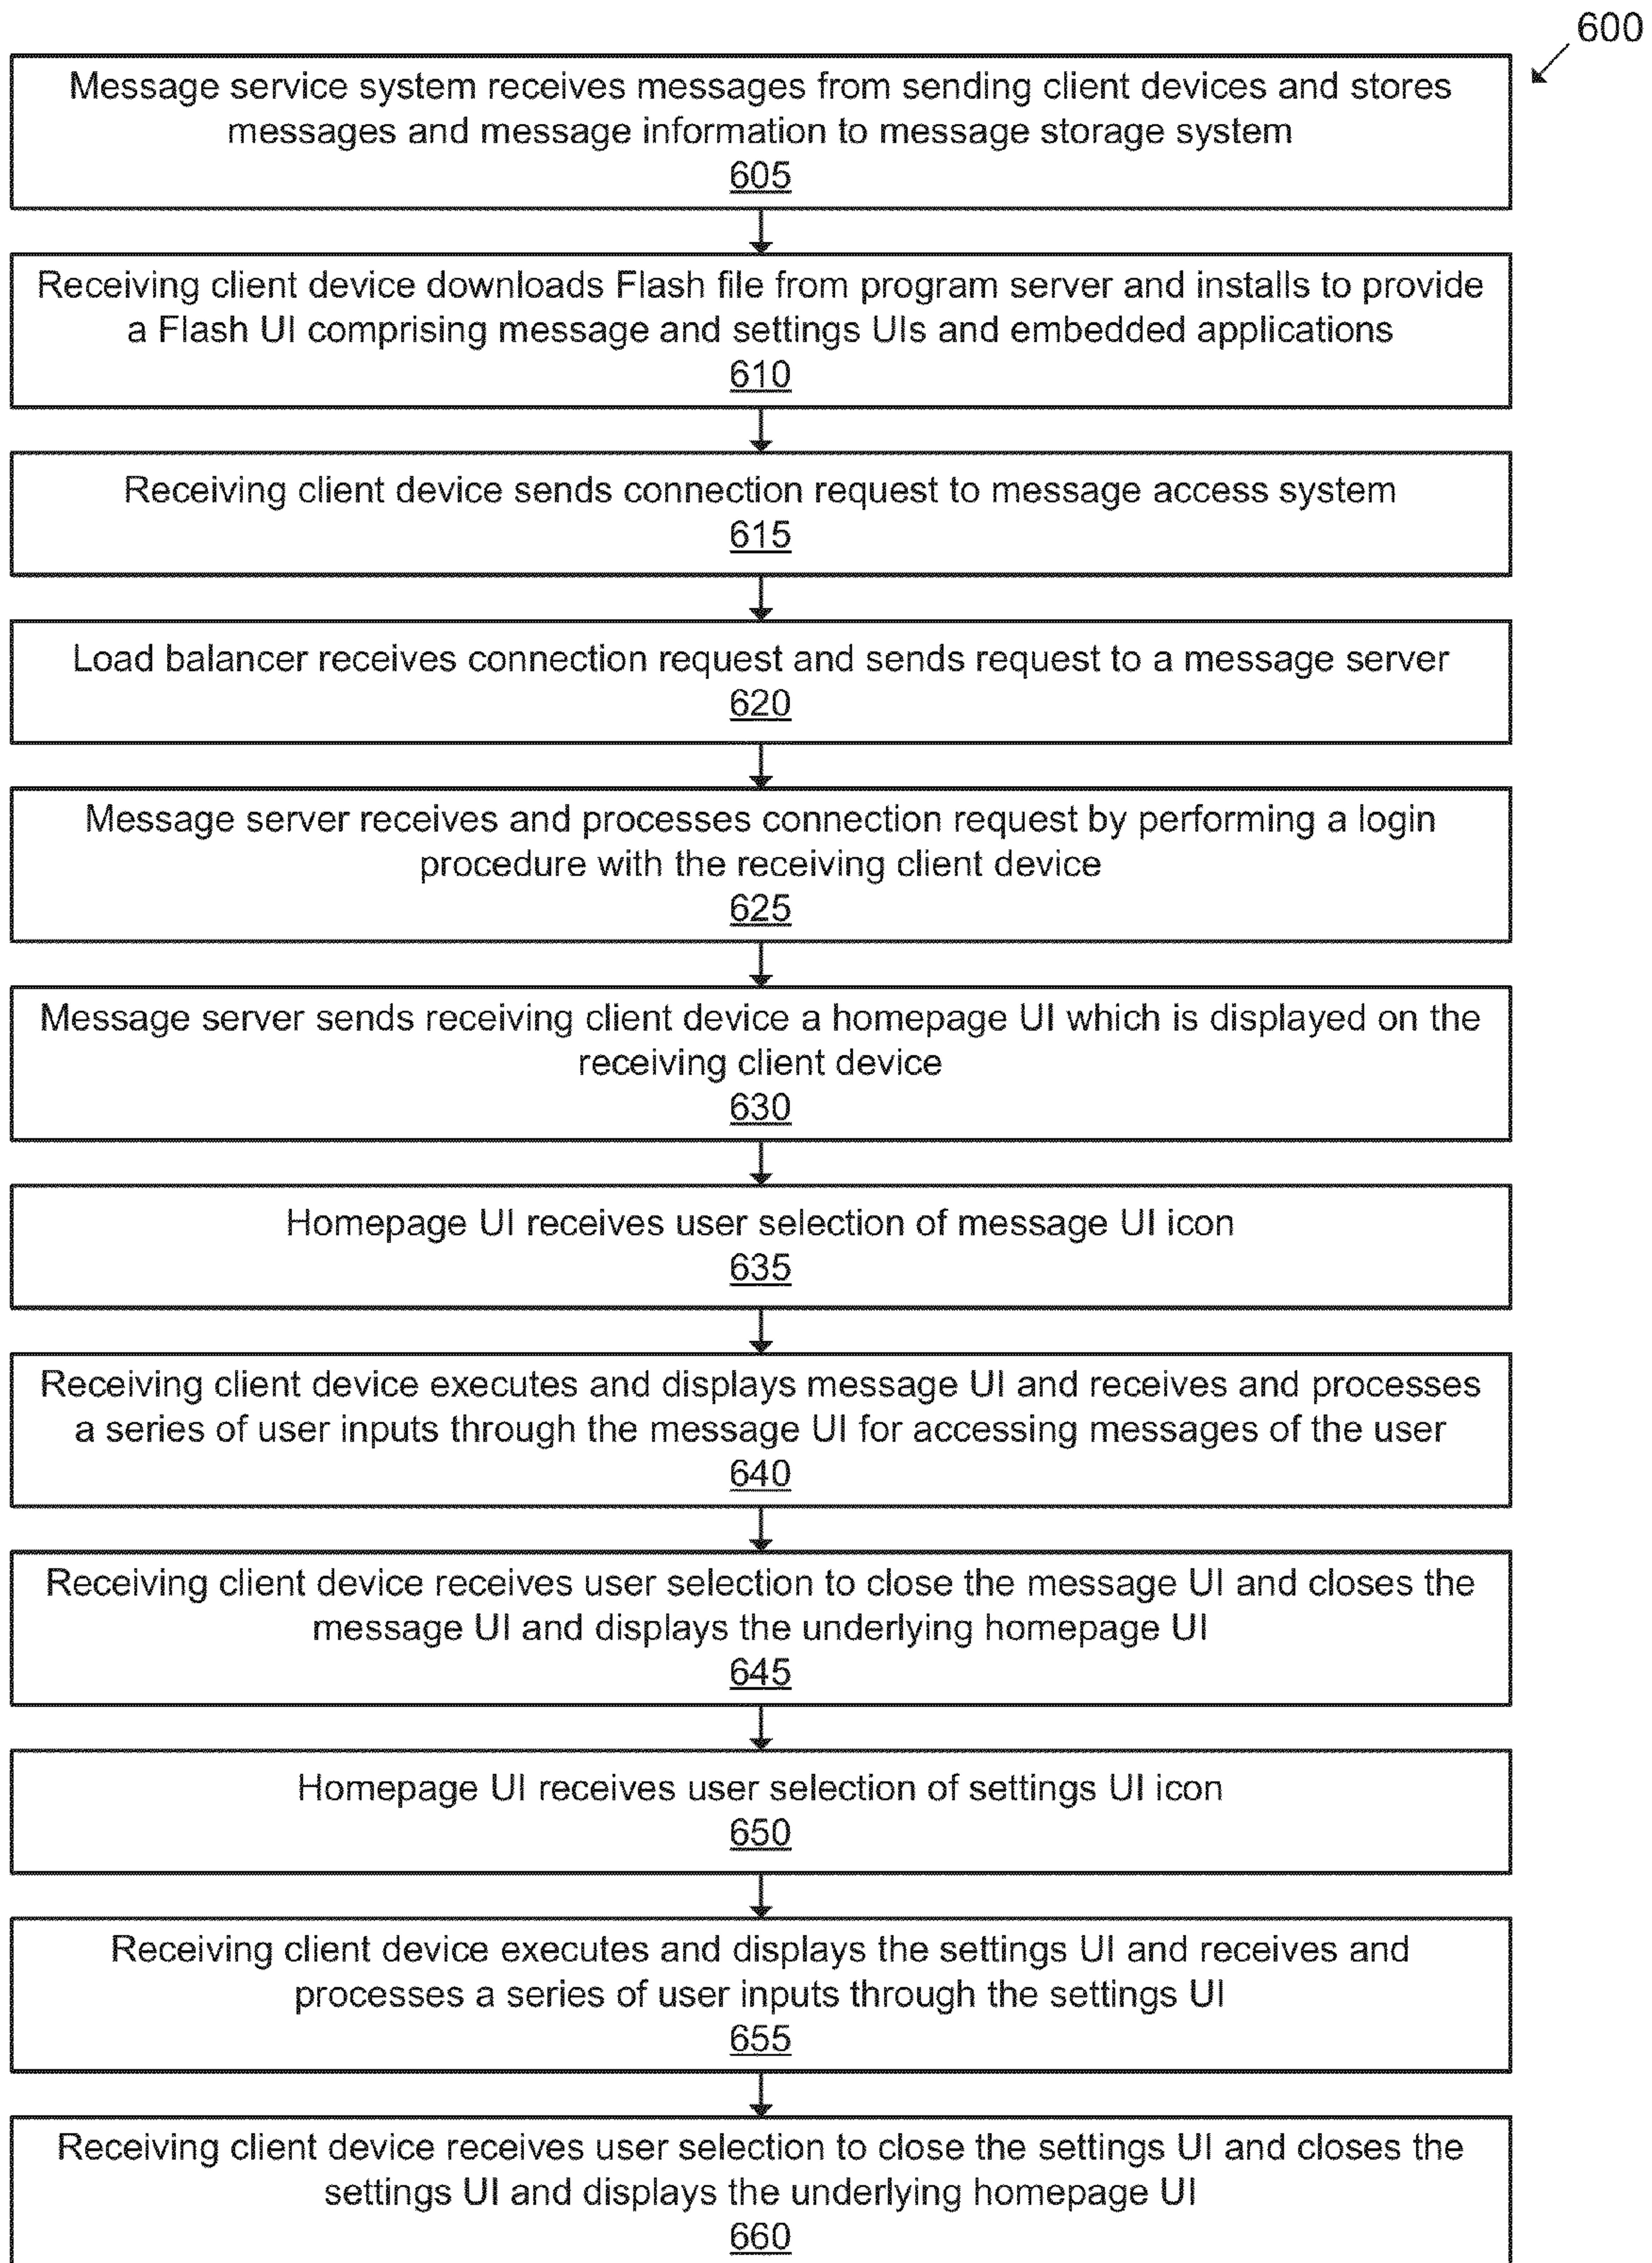 600
Message service system receives messages from sending client devices and stores
messages and message information to message storage system
605
Receiving client device downloads Flash file from program server and installs to provide
a Flash UI comprising message and settings UIs and embedded applications
610
Receiving client device sends connection request to message access system
615
Load balancer receives connection request and sends request to a message server
620
Message server receives and processes connection request by performing a login
procedure with the receiving client device
625
Message server sends receiving client device a homepage UI which is displayed on the
receiving client device
630
Homepage UI receives user selection of message UI icon
635
Receiving client device executes and displays message UI and receives and processes
a series of user inputs through the message UI for accessing messages of the user
640
Receiving client device receives user selection to close the message UI and closes the
message UI and displays the underlying homepage UI
645
Homepage UI receives user selection of settings UI icon
650
Receiving client device executes and displays the settings UI and receives and
processes a series of user inputs through the settings UI
655
Receiving client device receives user selection to close the settings UI and closes the
settings UI and displays the underlying homepage UI
660